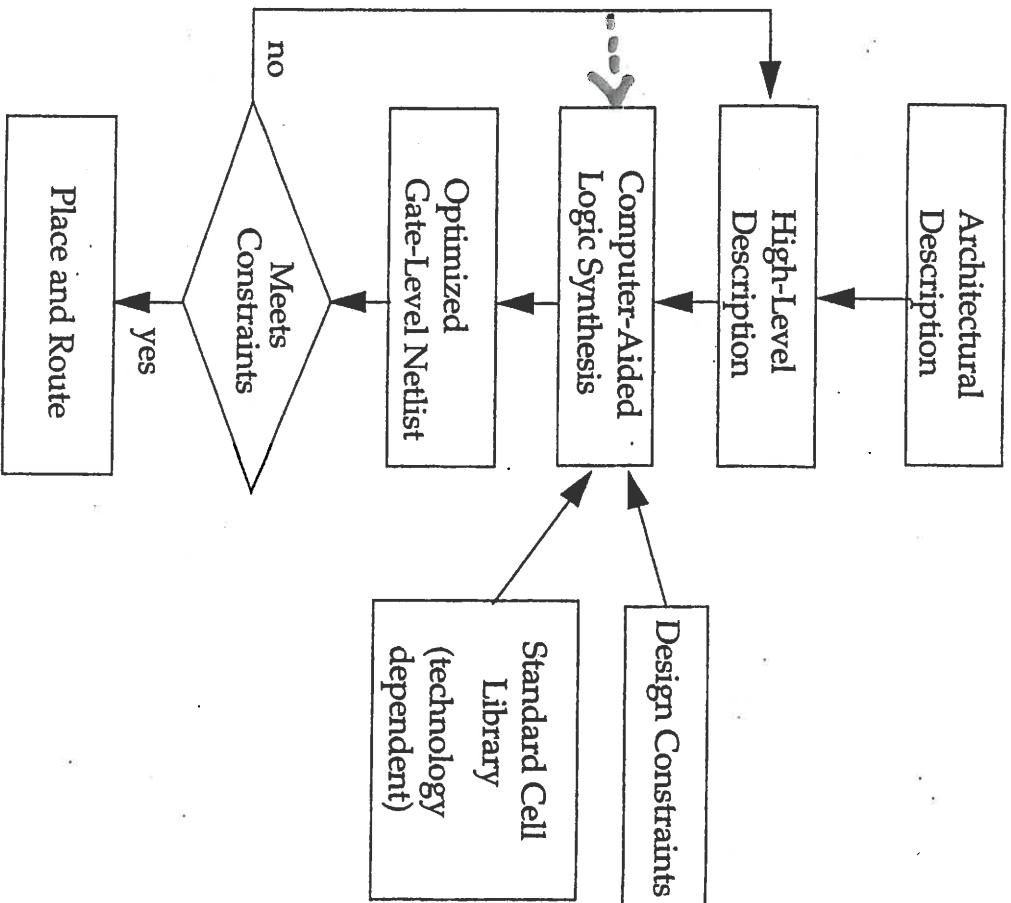 Architectural
Description
High-Level
Description
Computer-Aided
Logic Synthesis
Design Constraints
Standard Cell
Library
(technology
dependent)
Optimized
Gate-Level Netlist
Meets
Constraints
no
yes
Place and Route